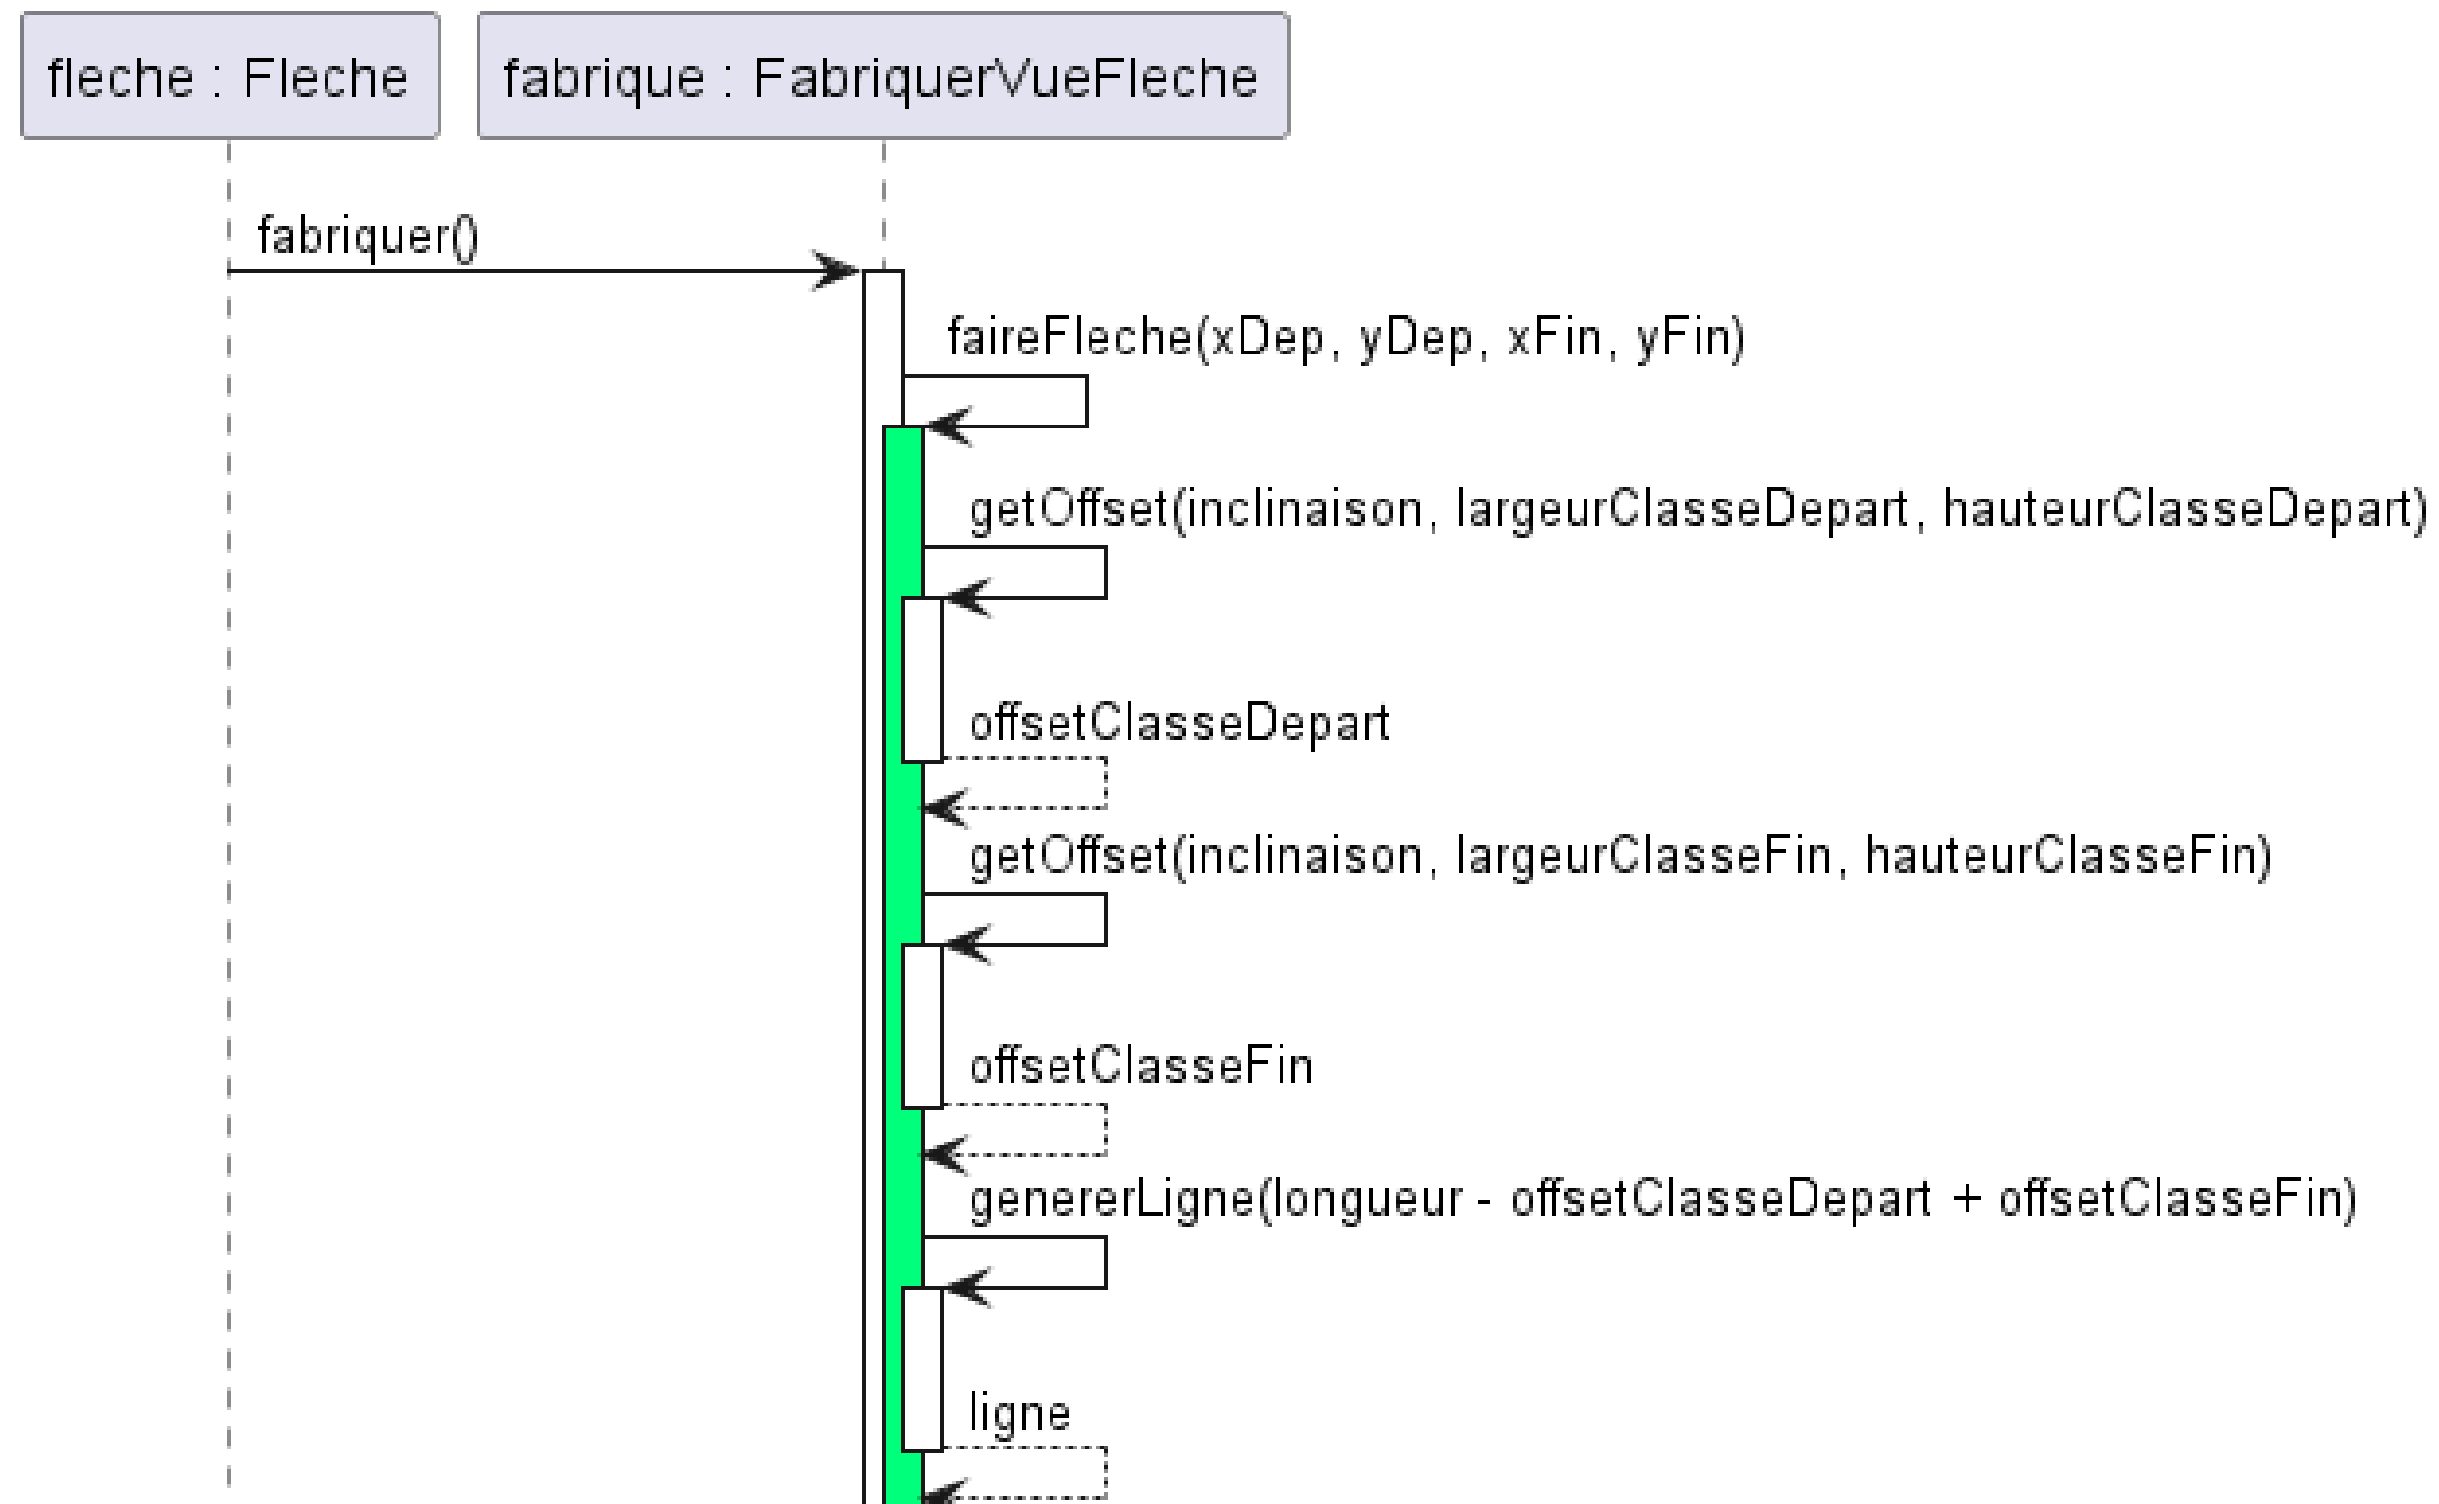 fleche : Fleche
fabrique : FabriquerVueFleche
fabriquer()
faireFleche(xDep, yDep, xFin, yFin)
getOffset(inclinaison, largeurClasseDepart, hauteurClasseDepart)
offsetClasseDepart
getOffset(inclinaison, largeurClasseFin, hauteurClasseFin)
offsetClasseFin
genererLigne(longueur - offsetClasseDepart + offsetClasseFin)
ligne